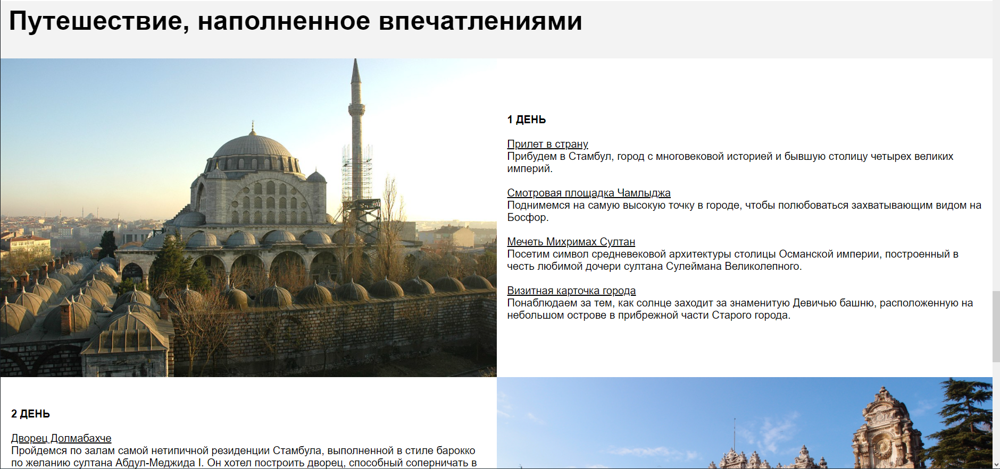 Путешествие, наполненное впечатлениями
1 ДЕНЬ
Прилет в страну
Прибудем в Стамбул, город с многовековой историей и бывшую столицу четырех великих
империй.
Смотровая площадка Чамлыджа
Поднимемся на самую высокую точку в городе, чтобы полюбоваться захватывающим видом на
Босфор.
Мечеть Михримах Султан
Посетим символ средневековой архитектуры столицы Османской империи, построенный в
честь любимой дочери султана Сулеймана Великолепного.
Визитная карточка города
Понаблюдаем за тем, как солнце заходит за знаменитую Девичью башню, расположенную на
небольшом острове в прибрежной части Старого города.
2 ДЕНЬ
Дворец Долмабахче
Пройдемся по залам самой нетипичной резиденции Стамбула, выполненной в стиле барокко
по желанию султана Абдул-Меджида I. Он хотел построить дворец, способный соперничать в